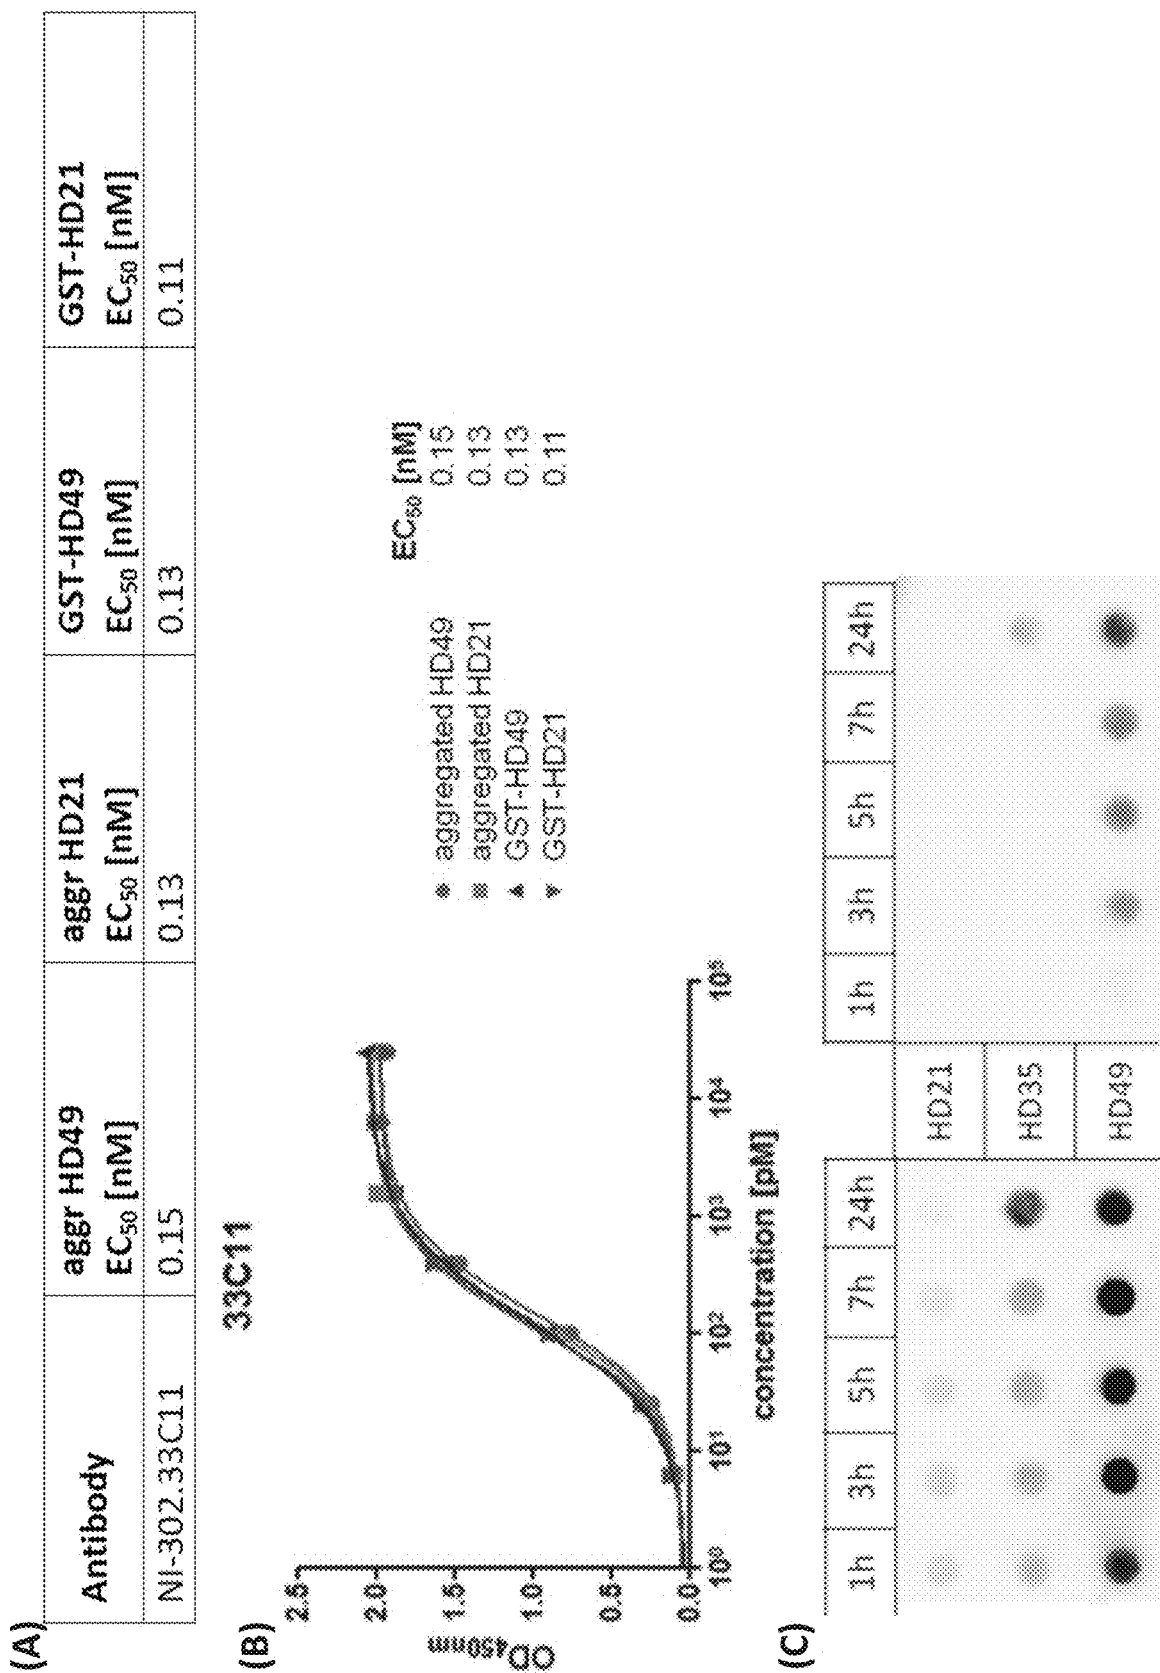 (A)
Antibody
aggr HD49 EC50 [nM]
aggr HD21 EC50 [nM]
GST-HD49 EC50 [nM]
GST-HD21 EC50 [nM]
NI-302.33C11 0.15 0.13 0.13 0.11
(B)
33C11
OD450nm
2.5
2.0
1.5
1.0
0.5
0.0
10⁰ 10¹ 10² 10³ 10⁴ 10⁵
concentration [pM]
EC50 [nM]
aggregated HD49 0.15
aggregated HD21 0.13
GST-HD49 0.13
GST-HD21 0.11
(C)
1h 3h 5h 7h 24h 1h 3h 5h 7h 24h
HD21
HD35
HD49